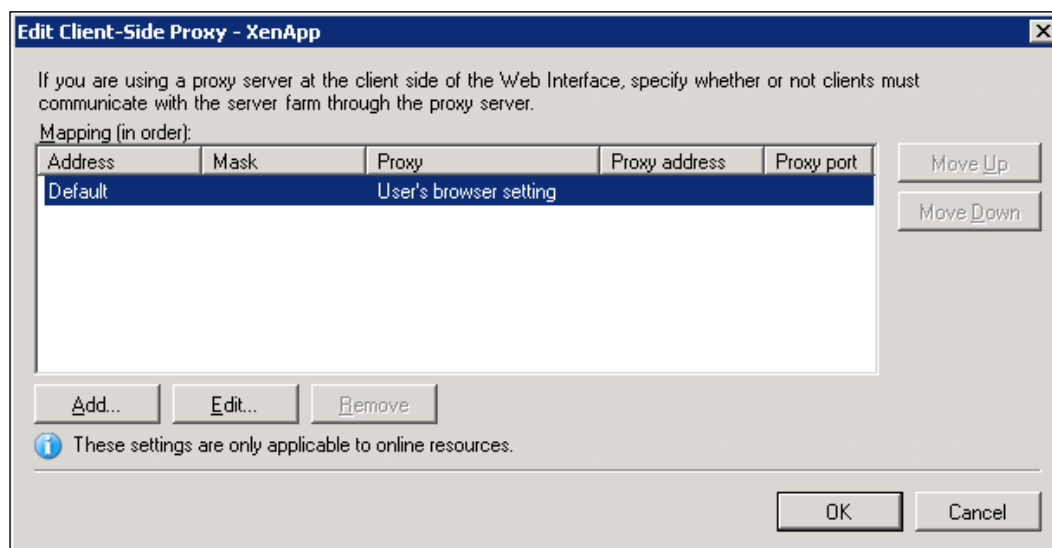 Edit Client-Side Proxy - XenApp
If you are using a proxy server at the client side of the Web Interface, specify whether or not clients must
communicate with the server farm through the proxy server.
Mapping (in order):
Address Mask Proxy Proxy address Proxy port
Default User's browser setting
Move Up
Move Down
Add... Edit... Remove
These settings are only applicable to online resources.
OK Cancel